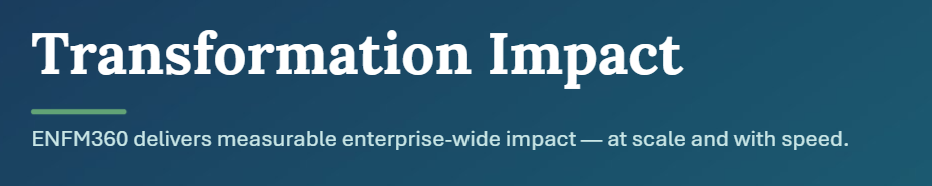 Transformation Impact
ENFM360 delivers measurable enterprise-wide impact — at scale and with speed.